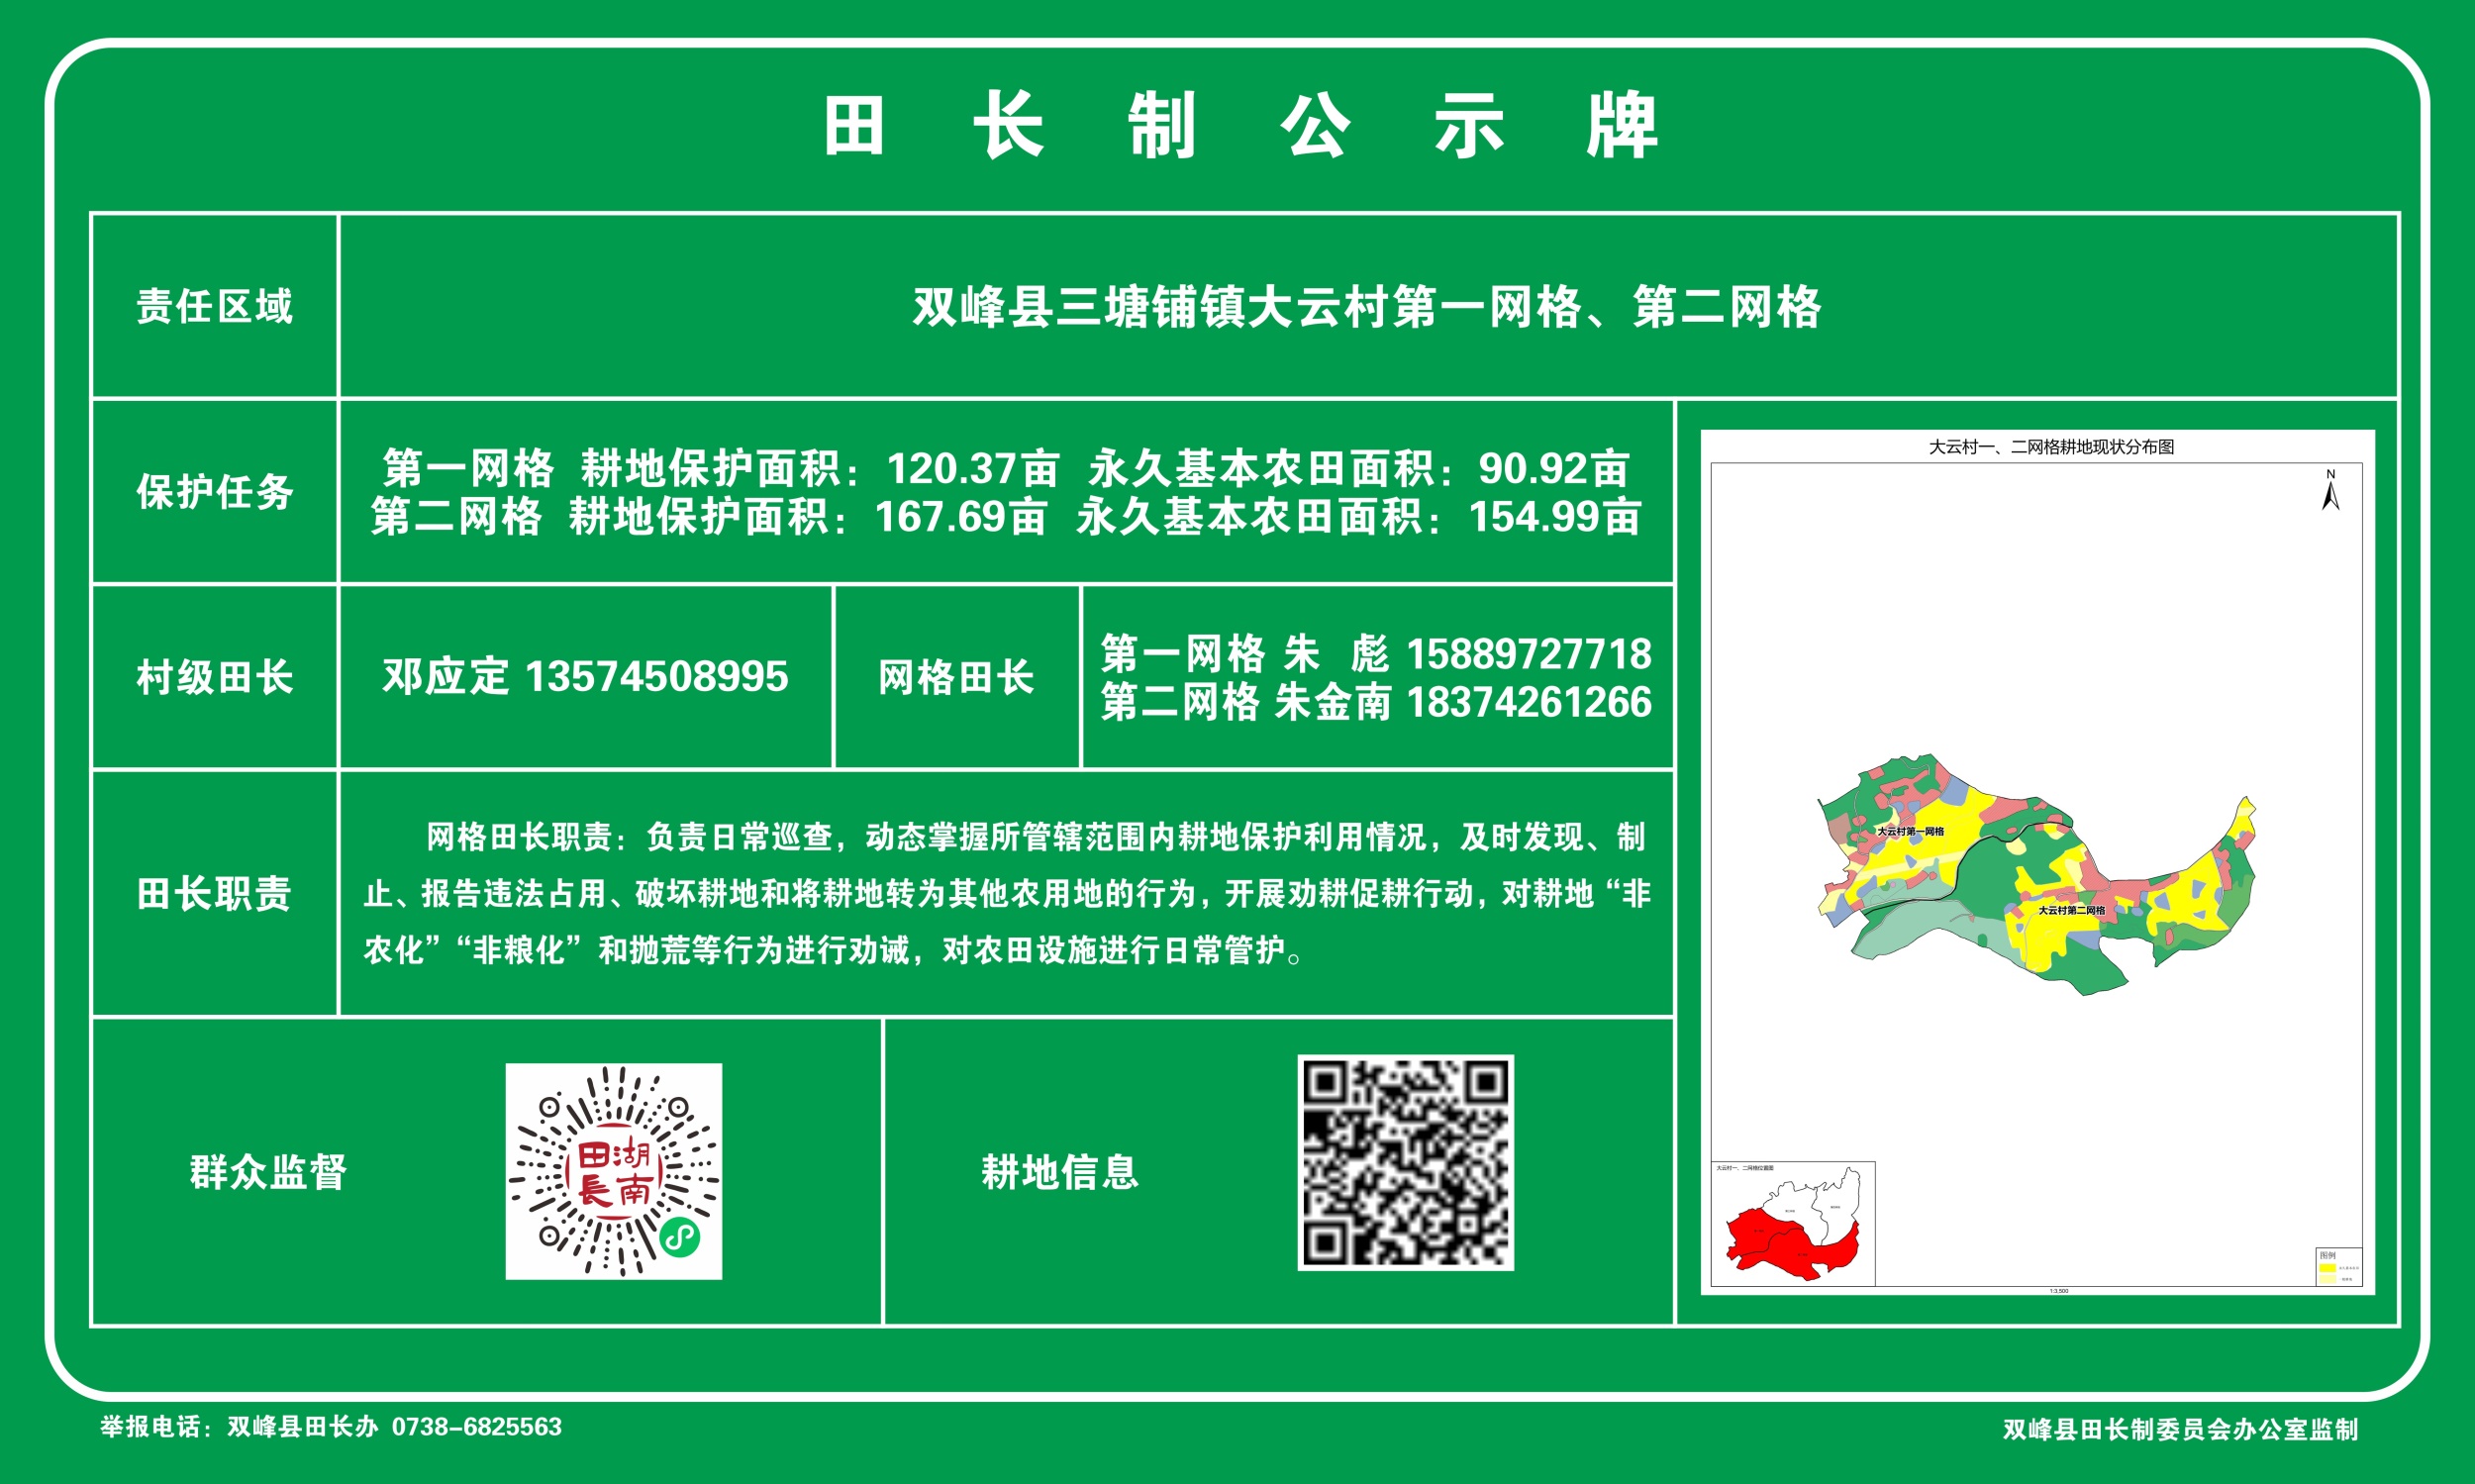 田长制公示牌
责任区域
双峰县三塘铺镇大云村第一网格、第二网格
保护任务
第一网格 耕地保护面积：120.37亩 永久基本农田面积：90.92亩
第二网格 耕地保护面积：167.69亩 永久基本农田面积：154.99亩
村级田长
邓应定 13574508995
网格田长
第一网格 朱 彪 15889727718
第二网格 朱金南 18374261266
田长职责
网格田长职责：负责日常巡查，动态掌握所管辖范围内耕地保护利用情况，及时发现、制
止、报告违法占用、破坏耕地和将耕地转为其他农用地的行为，开展劝耕促耕行动，对耕地“非
农化”“非粮化”和抛荒等行为进行劝诫，对农田设施进行日常管护。
群众监督
湖南
田長
耕地信息
大云村一、二网格耕地现状分布图
N
大云村第一网格
大云村第二网格
大云村一、二网格位置图
图例
1:3,500
举报电话：双峰县田长办 0738-6825563
双峰县田长制委员会办公室监制